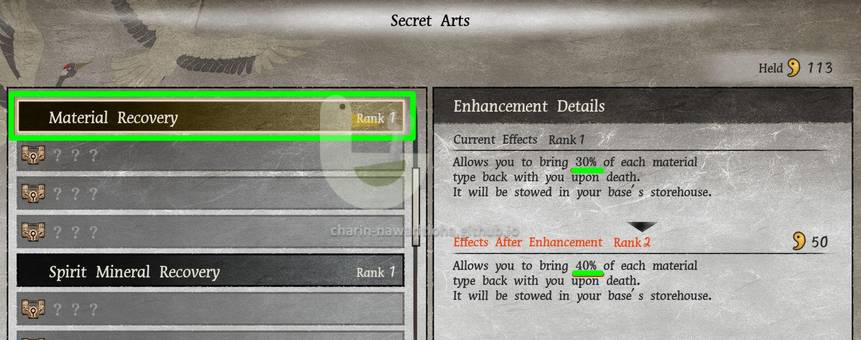 Secret Arts
Held 113
Material Recovery Rank 1
? ? ?
? ? ?
? ? ?
Spirit Mineral Recovery Rank 1
? ? ?
Enhancement Details
Current Effects Rank 1
Allows you to bring 30% of each material
type back with you upon death.
It will be stowed in your base's storehouse.
Effects After Enhancement Rank 2 50
Allows you to bring 40% of each material
type back with you upon death.
It will be stowed in your base's storehouse.